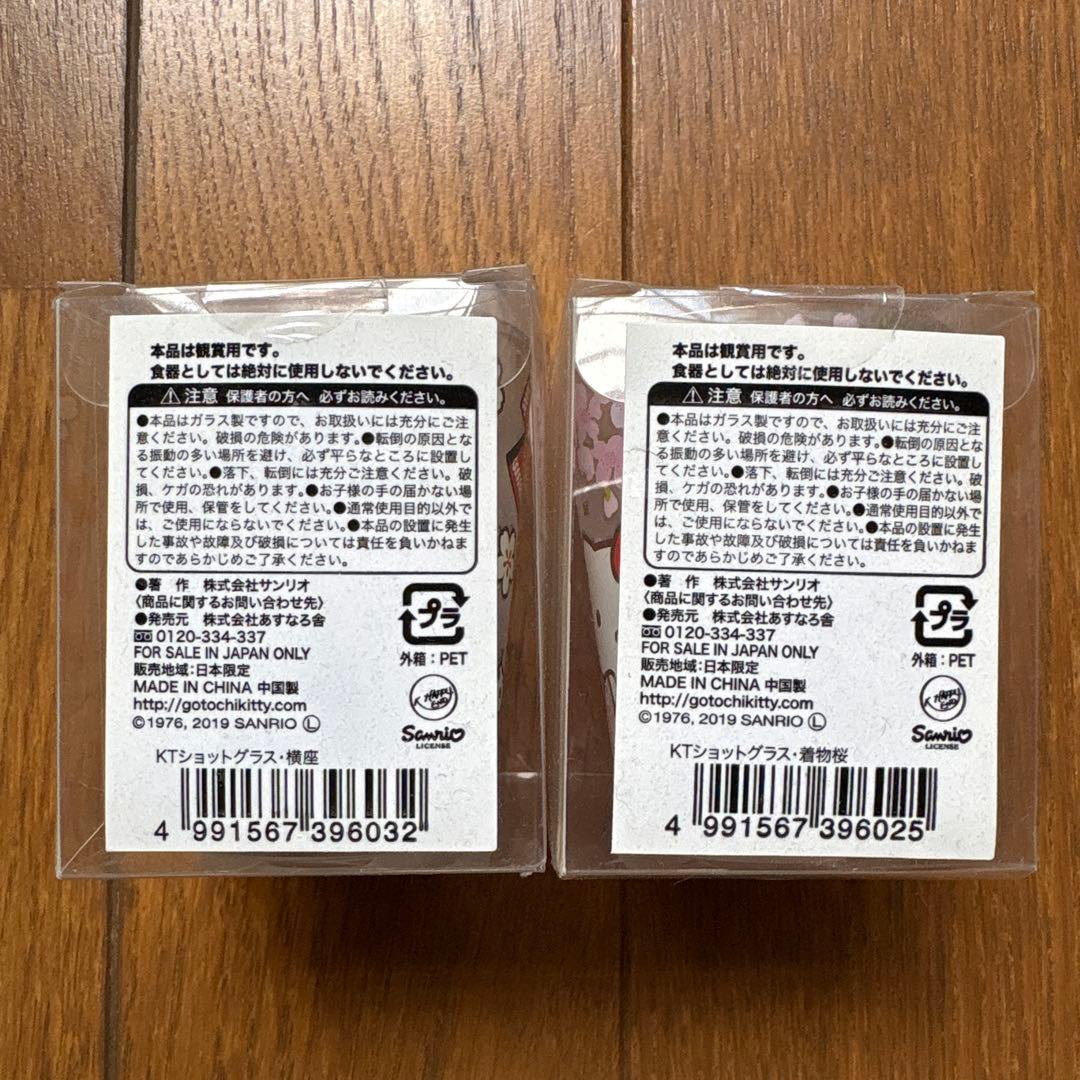 本品は観賞用です。
食器としては絶対に使用しないでください。
⚠注意 保護者の方へ 必ずお読みください。
●本品はガラス製ですので、お取扱いには充分にご注
意ください。破損の危険があります。●転倒の原因とな
る振動の多い場所を避け、必ず平らなところに設置し
てください。●落下、転倒には充分ご注意ください。破
損、ケガの恐れがあります。●お子様の手の届かない場
所で使用、保管をしてください。●通常使用目的以外で
は、ご使用にならないでください。●本品の設置に発生
した事故や故障及び破損については責任を負いかねま
すのであらかじめご了承ください。
●著 作 株式会社サンリオ
〈商品に関するお問い合わせ先〉
●発売元 株式会社あすなろ舎
0120-334-337
FOR SALE IN JAPAN ONLY
販売地域:日本限定
MADE IN CHINA 中国製
http://gotochikitty.com
©1976, 2019 SANRIO Ⓛ
プラ
外箱:PET
Sanrio
LICENSE
KTショットグラス・横座
4 991567 396032
本品は観賞用です。
食器としては絶対に使用しないでください。
⚠注意 保護者の方へ 必ずお読みください。
●本品はガラス製ですので、お取扱いには充分にご注
意ください。破損の危険があります。●転倒の原因とな
る振動の多い場所を避け、必ず平らなところに設置し
てください。●落下、転倒には充分ご注意ください。破
損、ケガの恐れがあります。●お子様の手の届かない場
所で使用、保管をしてください。●通常使用目的以外で
は、ご使用にならないでください。●本品の設置に発生
した事故や故障及び破損については責任を負いかねま
すのであらかじめご了承ください。
●著 作 株式会社サンリオ
〈商品に関するお問い合わせ先〉
●発売元 株式会社あすなろ舎
0120-334-337
FOR SALE IN JAPAN ONLY
販売地域:日本限定
MADE IN CHINA 中国製
http://gotochikitty.com
©1976, 2019 SANRIO Ⓛ
プラ
外箱:PET
Sanrio
LICENSE
KTショットグラス・着物桜
4 991567 396025